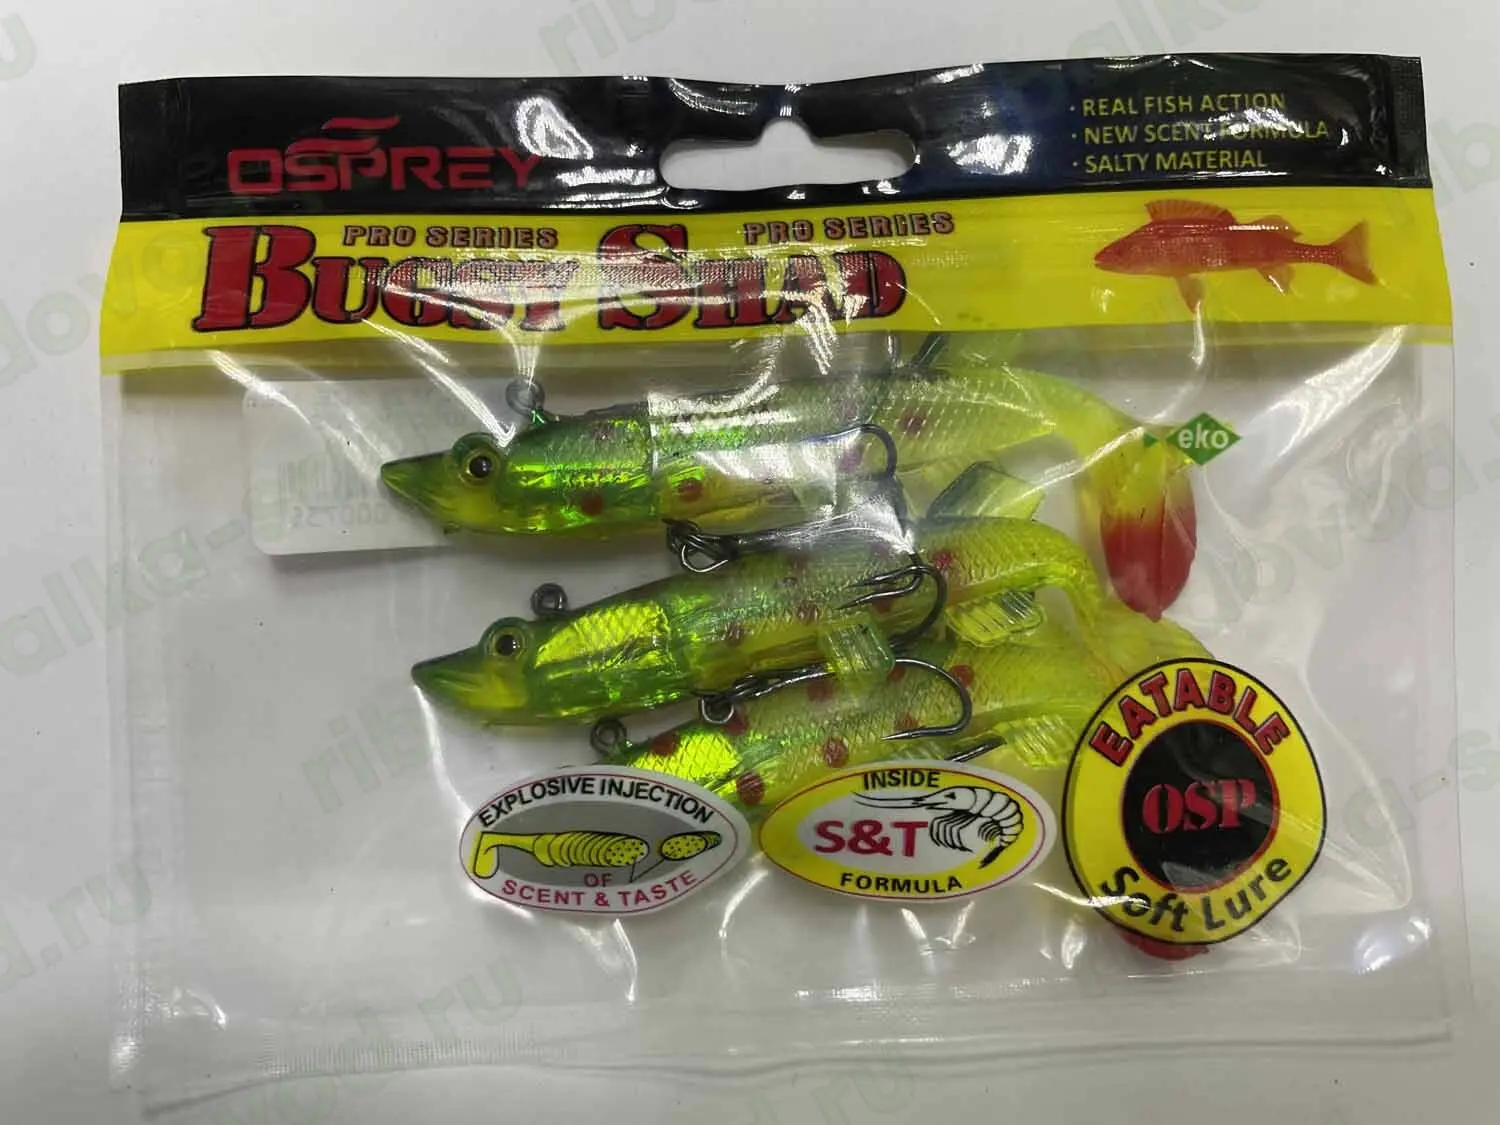 OSPREY
· REAL FISH ACTION
· NEW SCENT FORMULA
· SALTY MATERIAL
PRO SERIES PRO SERIES
BUGSY SHAD
eko
EXPLOSIVE INJECTION
OF
SCENT & TASTE
INSIDE
S&T
FORMULA
EATABLE
OSP
Soft Lure